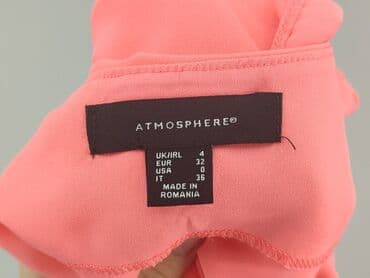 ATMOSPHERE®
UK/IRL 4
EUR 32
USA 0
IT 36
MADE IN
ROMANIA